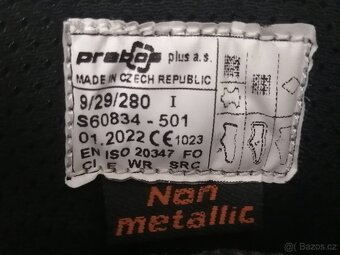 prabos plus a.s.
MADE IN CZECH REPUBLIC
9/29/280 I
S60834 - 501
01.2022 CE 1023
EN ISO 20347 FO
CI E WR SRC
Non
metallic
Bazoš.cz